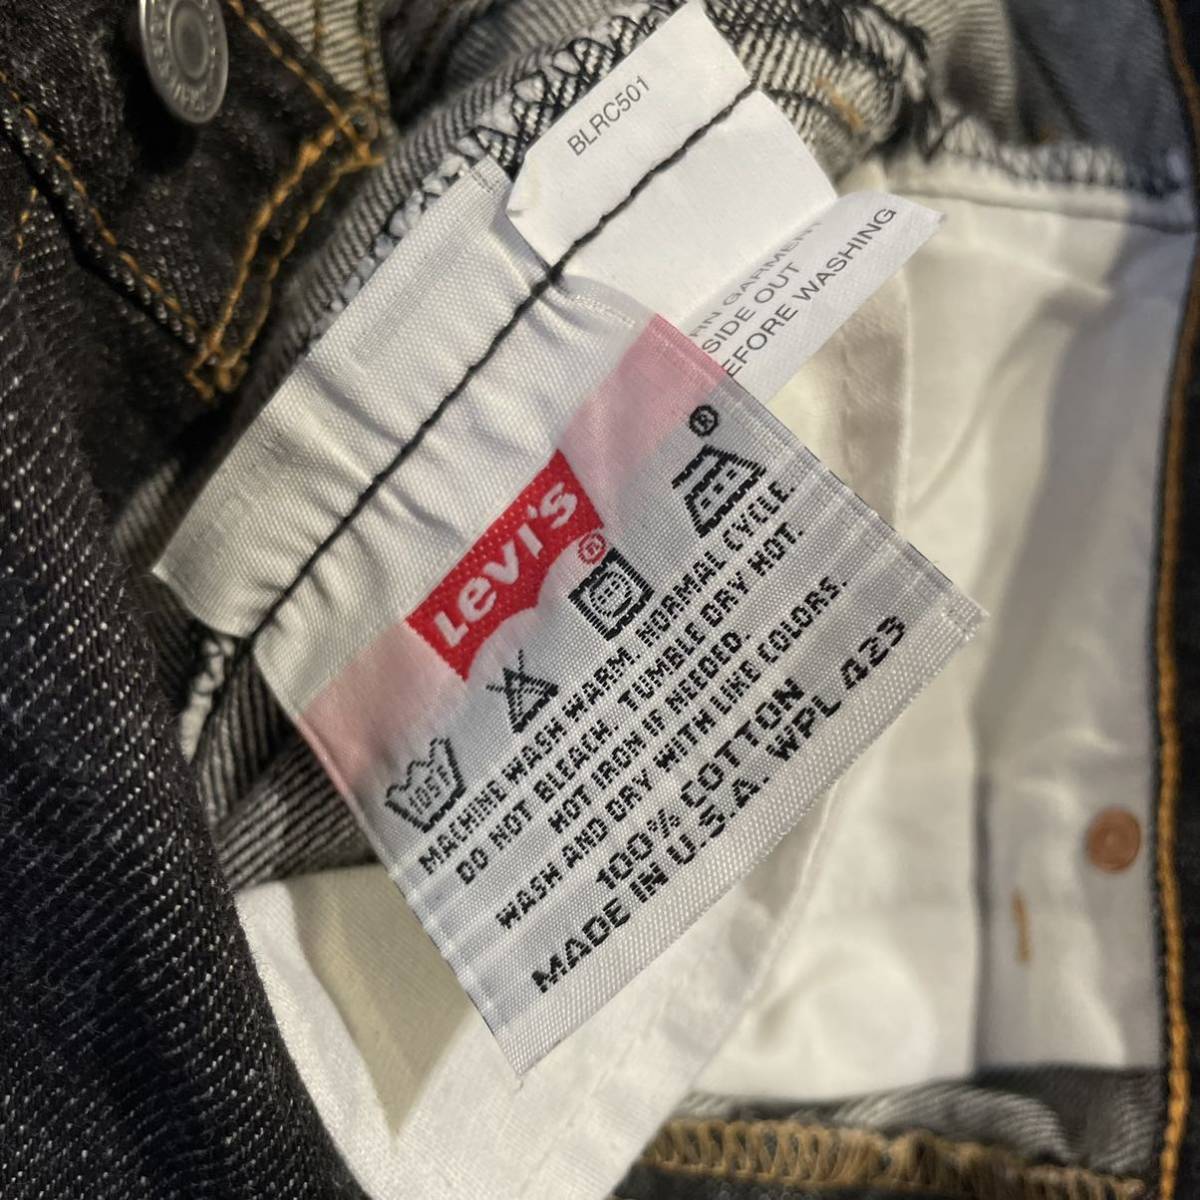 BLRC501
SIDE OUT
WASHING
Levi's®
®
105F
MACHINE WASH WARM. NORMAL CYCLE.
DO NOT BLEACH. TUMBLE DRY HOT.
HOT IRON IF NEEDED.
WASH AND DRY WITH LIKE COLORS.
100% COTTON
MADE IN U.S.A. WPL 423